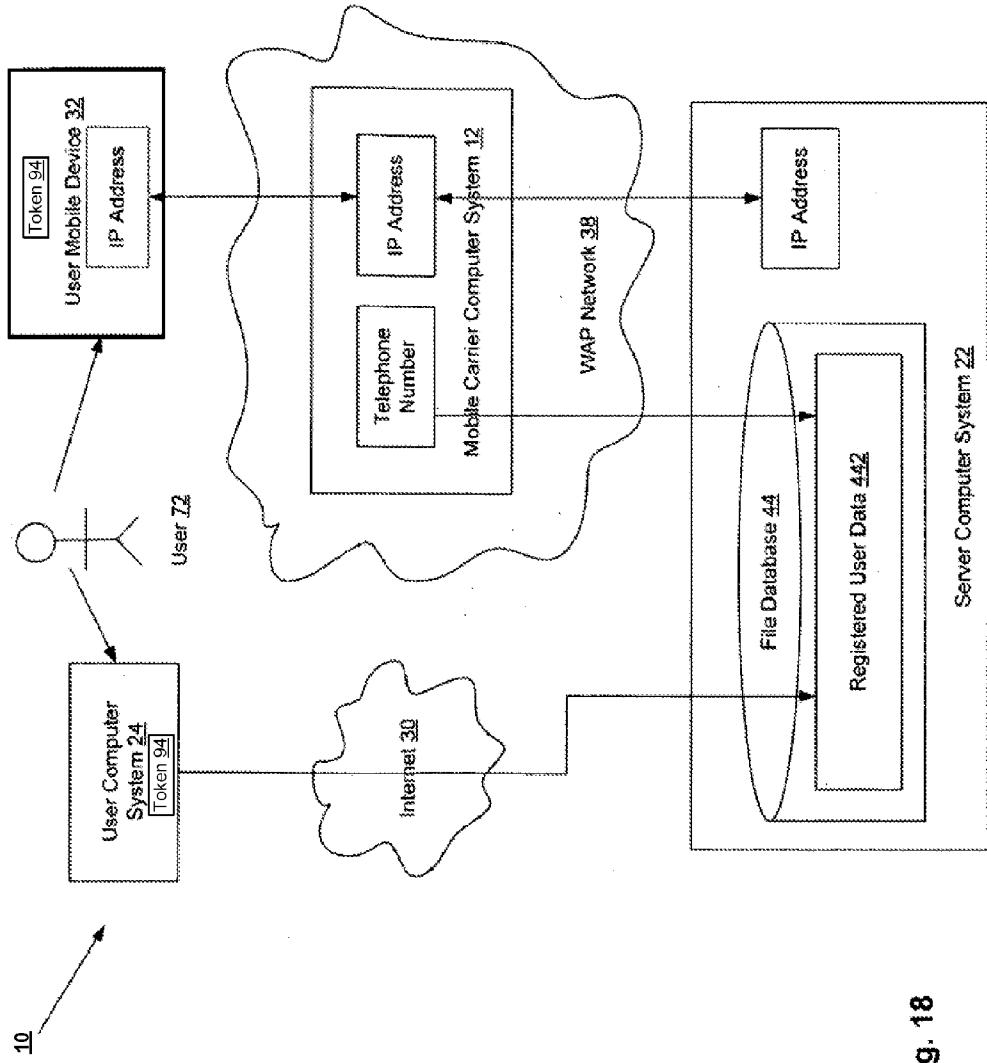 10
User Computer
System 24
Token 94
User 72
Token 94
User Mobile Device 32
IP Address
Internet 30
Telephone
Number
IP Address
Mobile Carrier Computer System 12
WAP Network 38
File Database 44
Registered User Data 442
IP Address
Server Computer System 22
g. 18